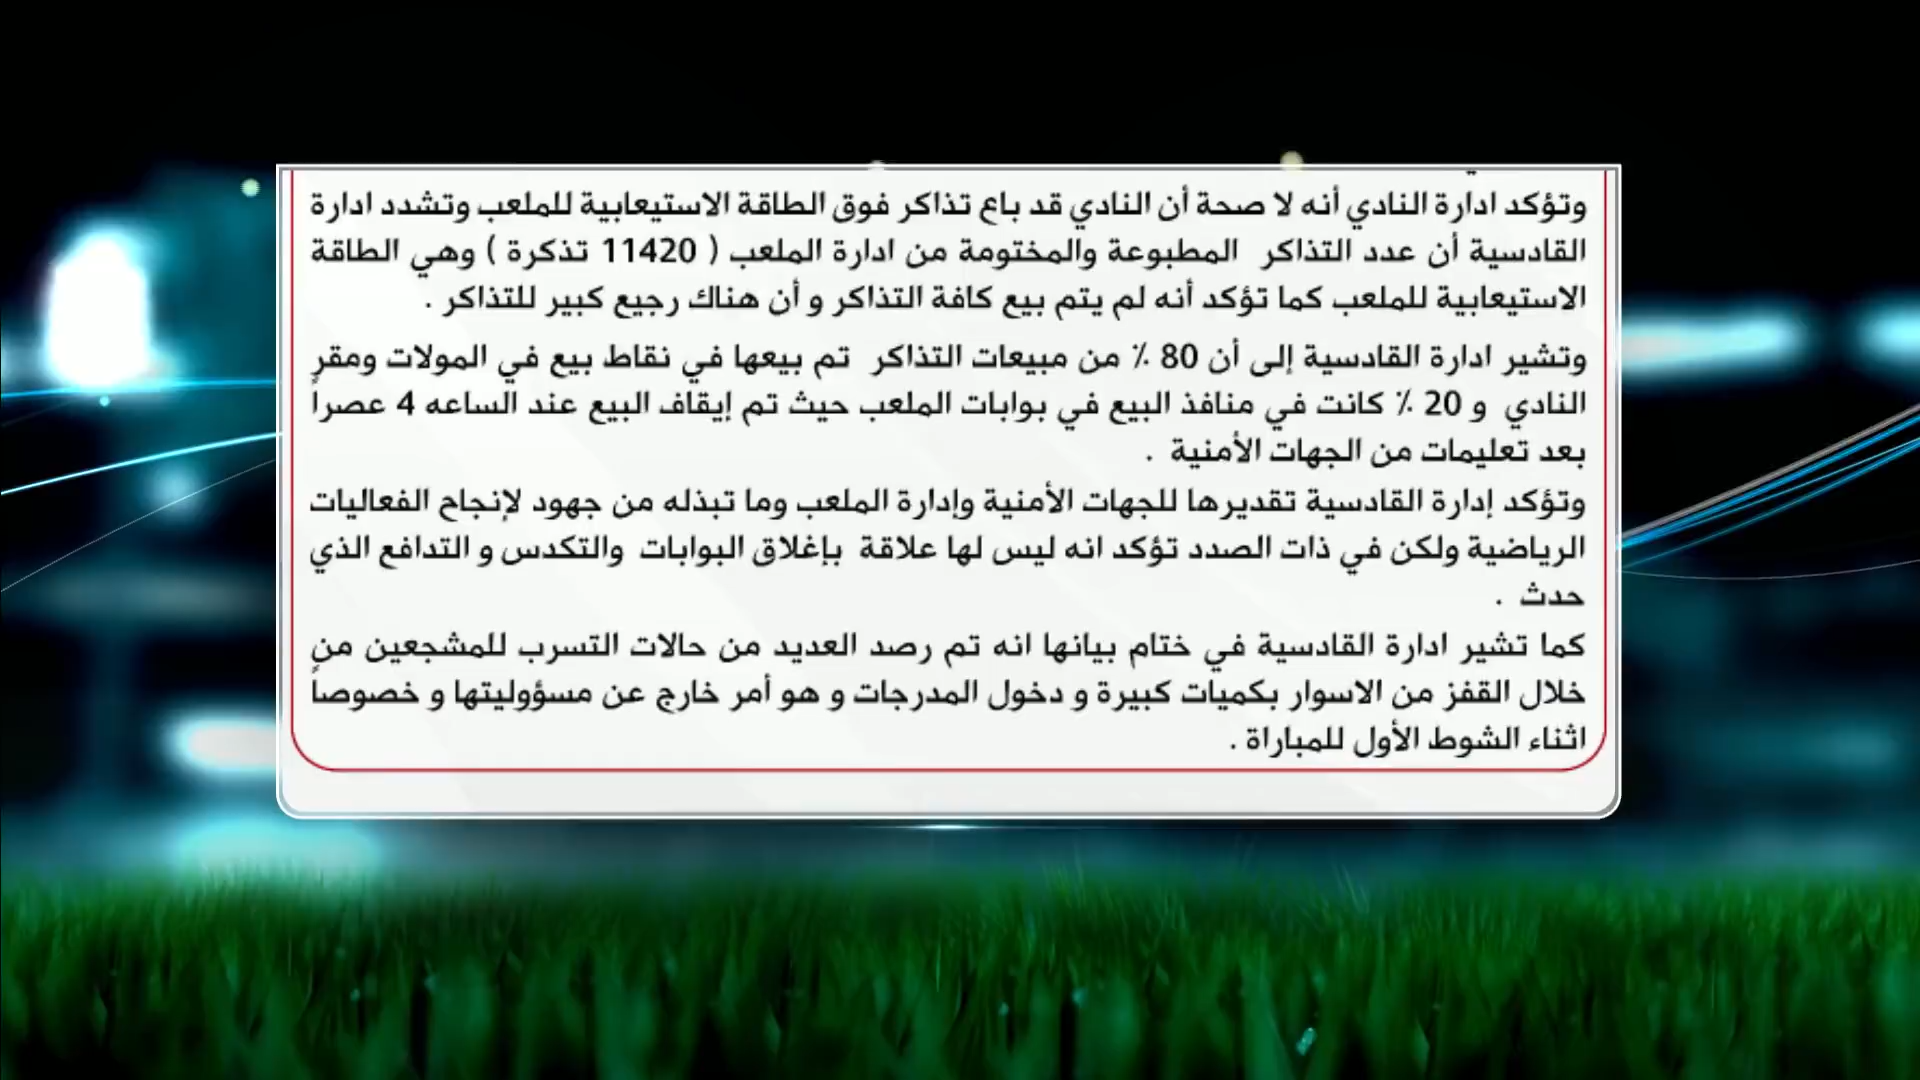 وتؤكد ادارة النادي أنه لا صحة أن النادي قد باع تذاكر فوق الطاقة الاستيعابية للملعب وتشدد ادارة
القادسية أن عدد التذاكر المطبوعة والمختومة من ادارة الملعب ( 11420 تذكرة ) وهي الطاقة
الاستيعابية للملعب كما تؤكد أنه لم يتم بيع كافة التذاكر و أن هناك رجيع كبير للتذاكر .
وتشير ادارة القادسية إلى أن 80 ٪ من مبيعات التذاكر تم بيعها في نقاط بيع في المولات ومقر
النادي و 20 ٪ كانت في منافذ البيع في بوابات الملعب حيث تم إيقاف البيع عند الساعه 4 عصراً
بعد تعليمات من الجهات الأمنية .
وتؤكد إدارة القادسية تقديرها للجهات الأمنية وإدارة الملعب وما تبذله من جهود لإنجاح الفعاليات
الرياضية ولكن في ذات الصدد تؤكد انه ليس لها علاقة بإغلاق البوابات والتكدس و التدافع الذي
حدث .
كما تشير ادارة القادسية في ختام بيانها انه تم رصد العديد من حالات التسرب للمشجعين من
خلال القفز من الاسوار بكميات كبيرة و دخول المدرجات و هو أمر خارج عن مسؤوليتها و خصوصاً
اثناء الشوط الأول للمباراة .